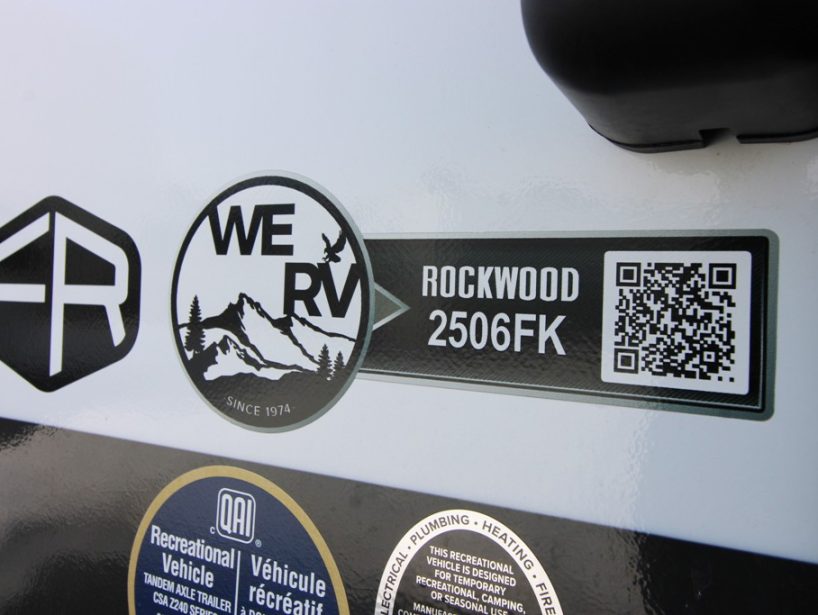 FR
WE
RV
SINCE 1974
ROCKWOOD
2506FK
C QAI ®
Recreational
Vehicle
TANDEM AXLE TRAILER
CSA Z240 SERIES
Véhicule
récréatif
PLUMBING • HEATING • FIRE
THIS RECREATIONAL
VEHICLE IS DESIGNED
FOR TEMPORARY
RECREATIONAL, CAMPING,
OR SEASONAL USE.